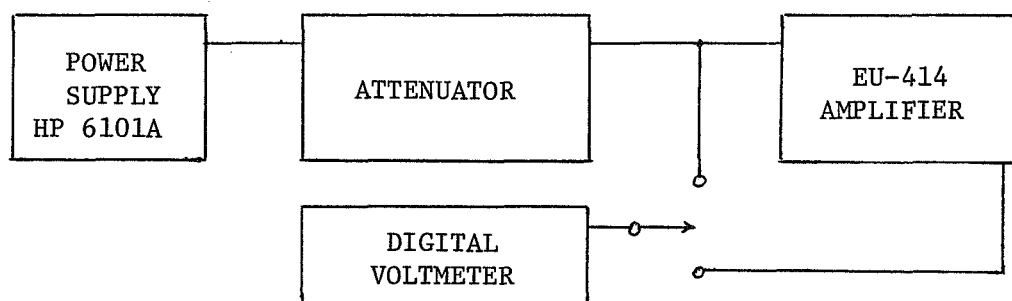 POWER
SUPPLY
HP 6101A
ATTENUATOR
EU-414
AMPLIFIER
DIGITAL
VOLTMETER